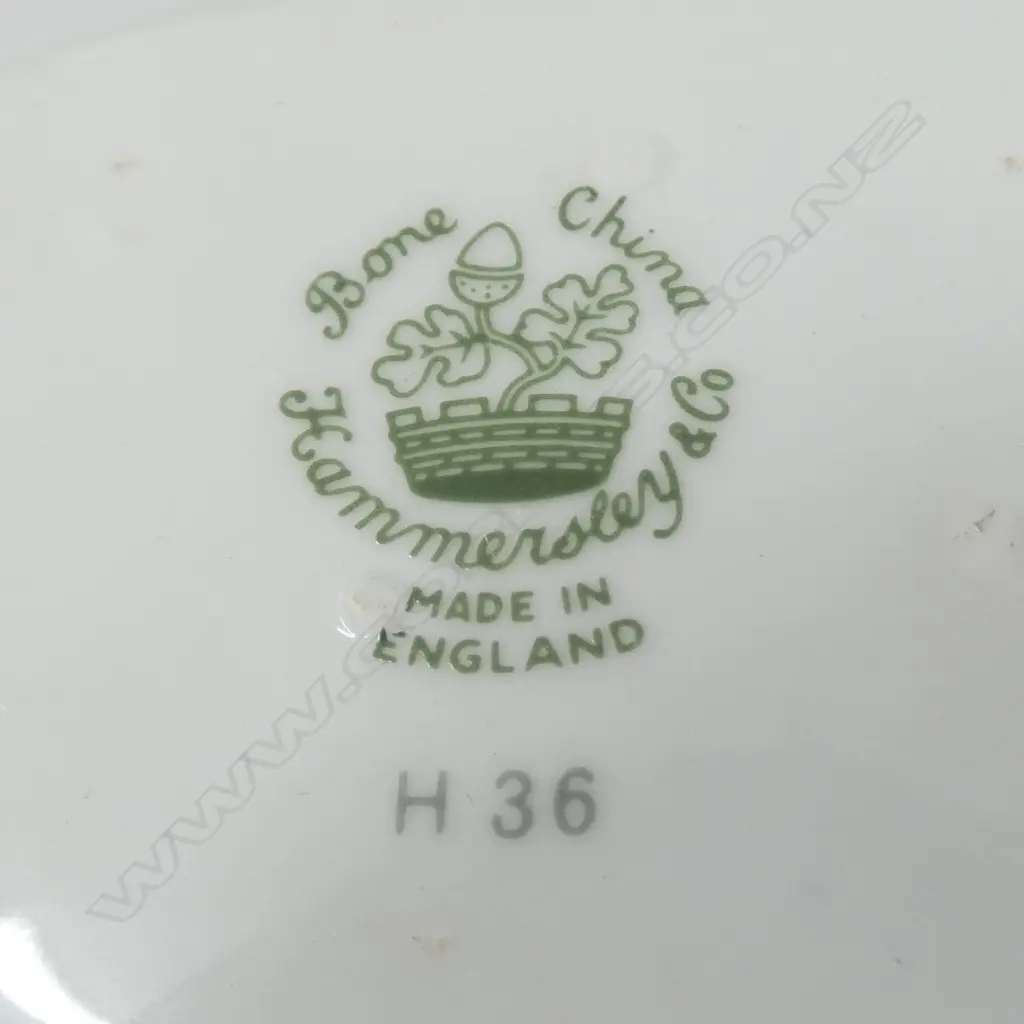 Bone China
Hammersley & Co
MADE IN
ENGLAND
H 36